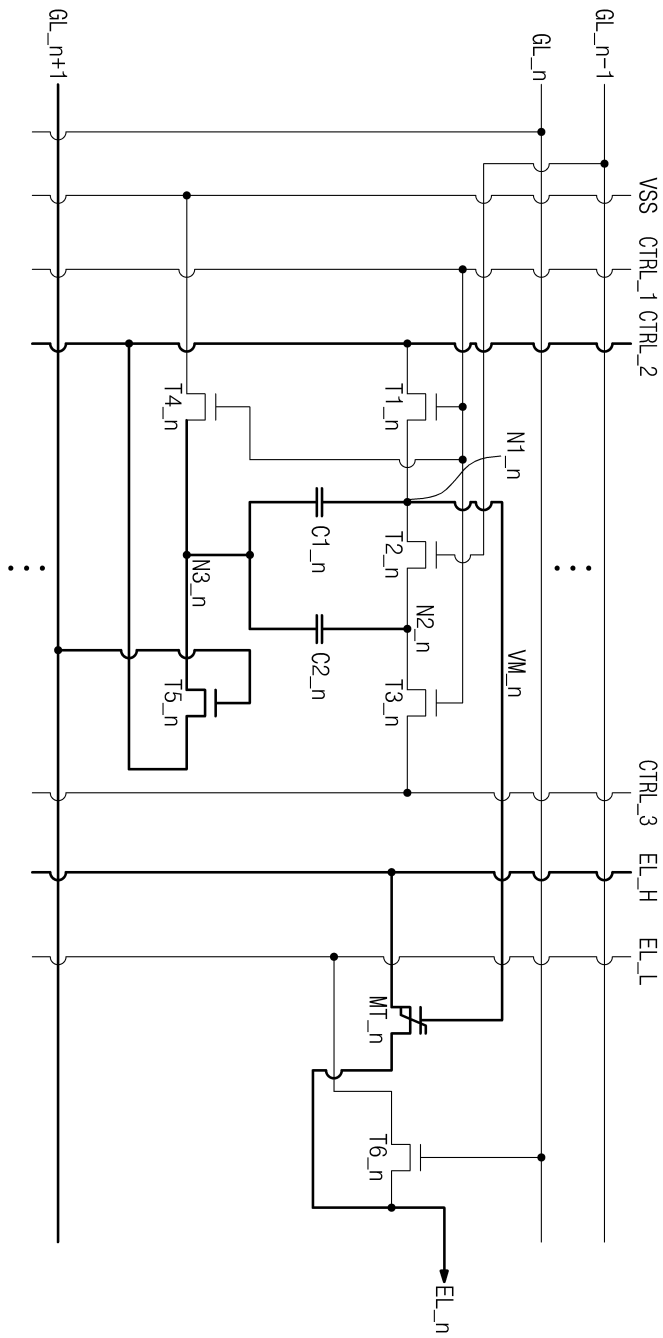 VSS CTRL_1 CTRL_2 CTRL_3 EL_H EL_L
GL_n-1
GL_n
GL_n+1
N1_n
VM_n
T1_n
T2_n
N2_n
T3_n
C1_n
C2_n
T4_n
N3_n
T5_n
MT_n
T6_n
EL_n
...
...